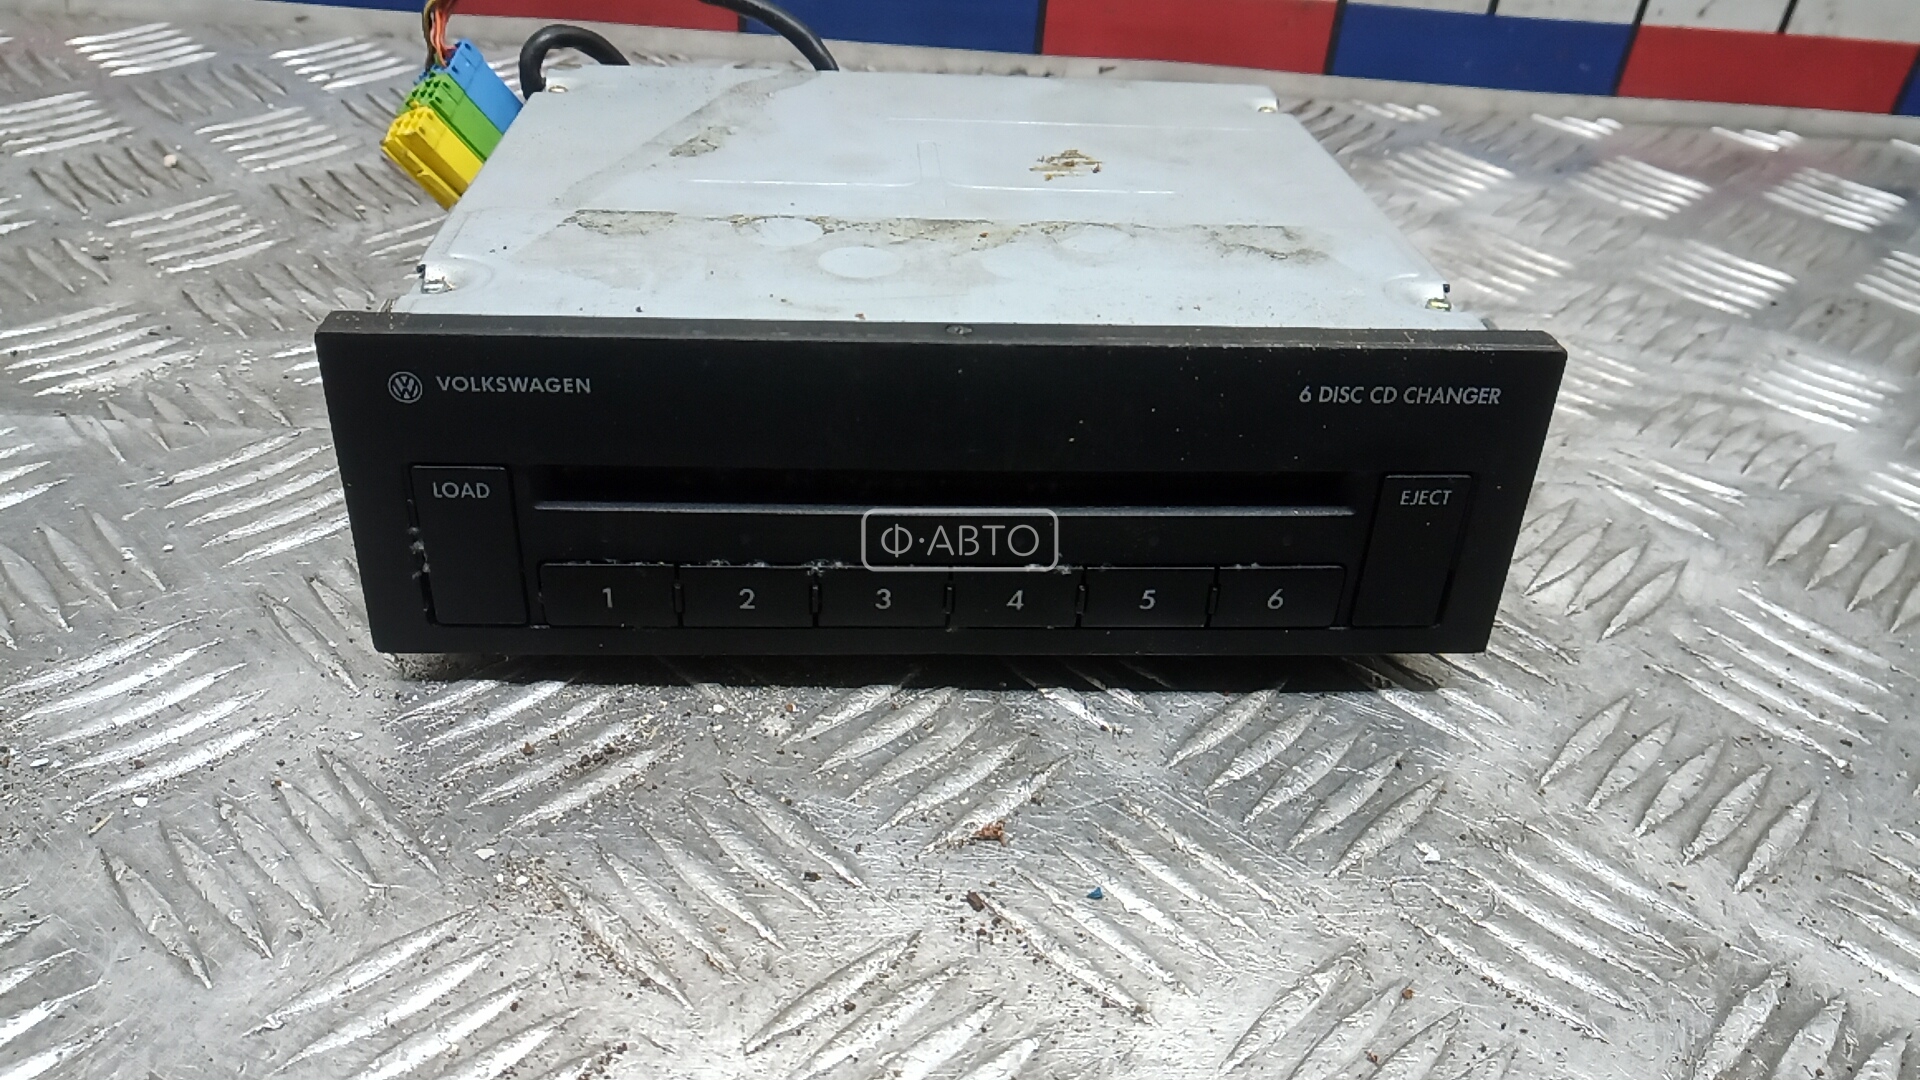 VOLKSWAGEN
6 DISC CD CHANGER
LOAD
EJECT
Ф·АВТО
1 2 3 4 5 6